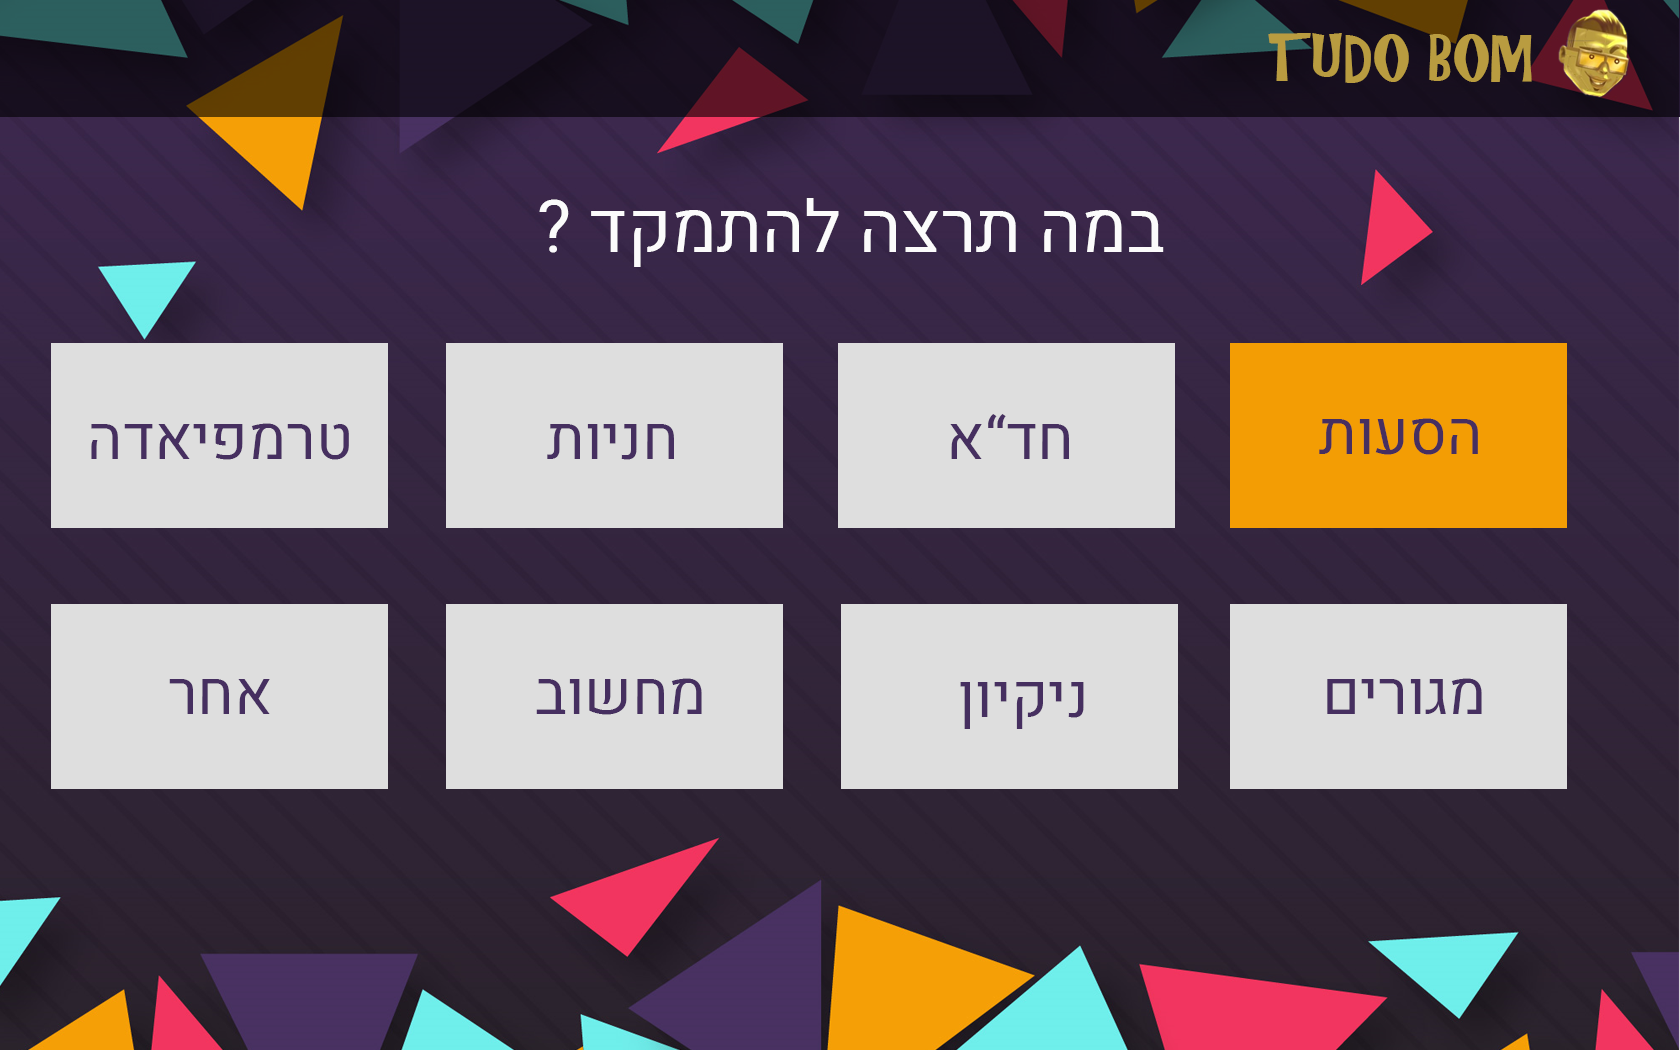 TUDO BOM
במה תרצה להתמקד ?
הסעות
חד“א
חניות
טרמפיאדה
מגורים
ניקיון
מחשוב
אחר